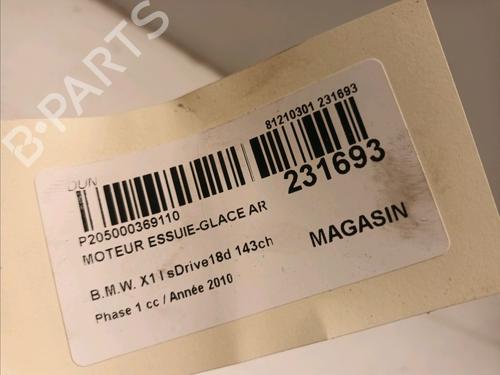 B-PARTS
DUN
81210301 231693
P205000369110
231693
MOTEUR ESSUIE-GLACE AR
B.M.W. X1 I sDrive18d 143ch
MAGASIN
Phase 1 cc / Année 2010